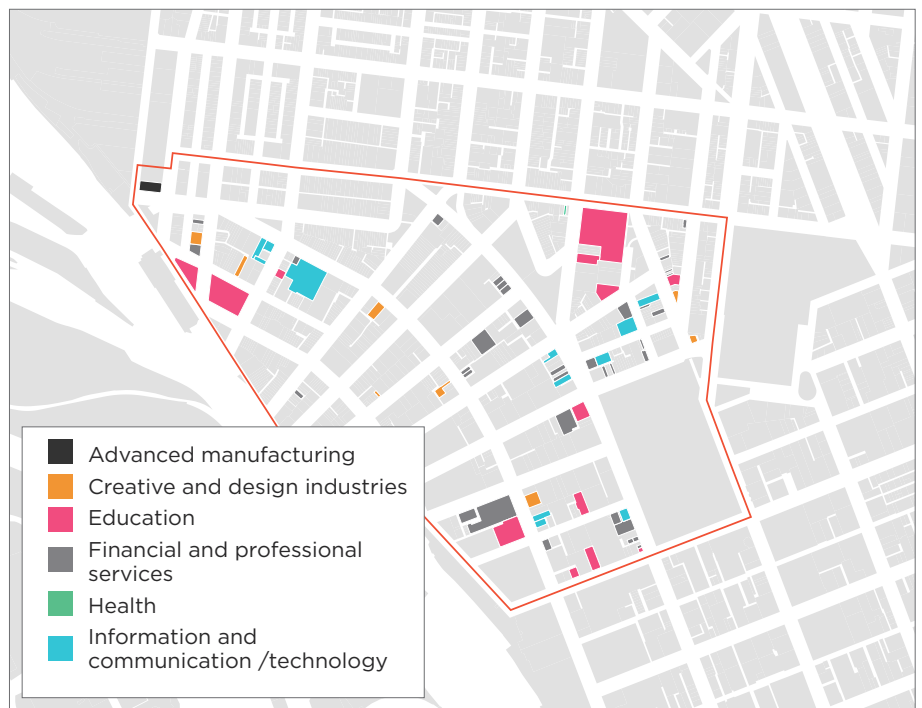 Advanced manufacturing
Creative and design industries
Education
Financial and professional
services
Health
Information and
communication /technology